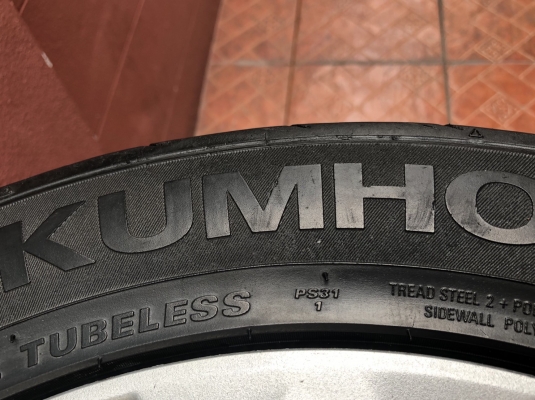 KUMHO
TUBELESS
PS31
1
TREAD STEEL 2 +
SIDEWALL